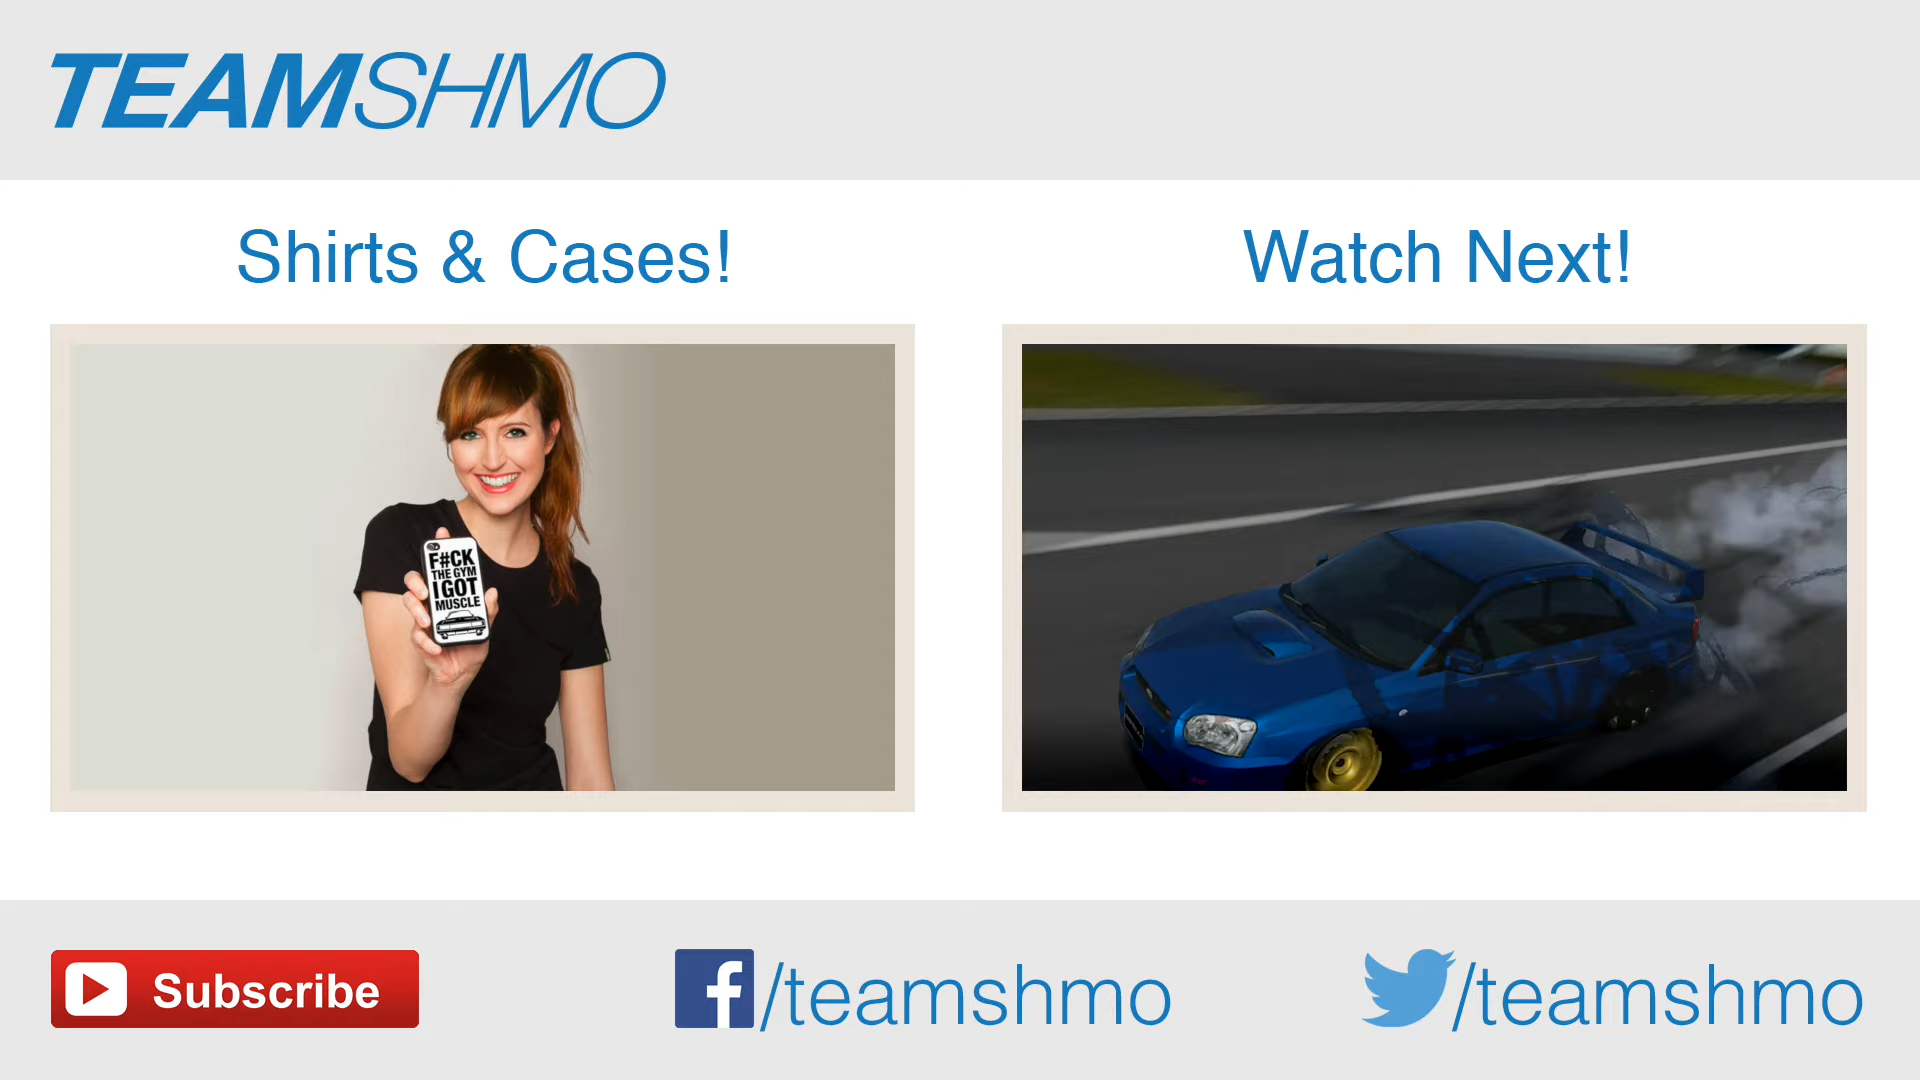 TEAMSHMO
Shirts & Cases!
Watch Next!
F#CK
THE GYM
I GOT
MUSCLE
Subscribe
/teamshmo
/teamshmo